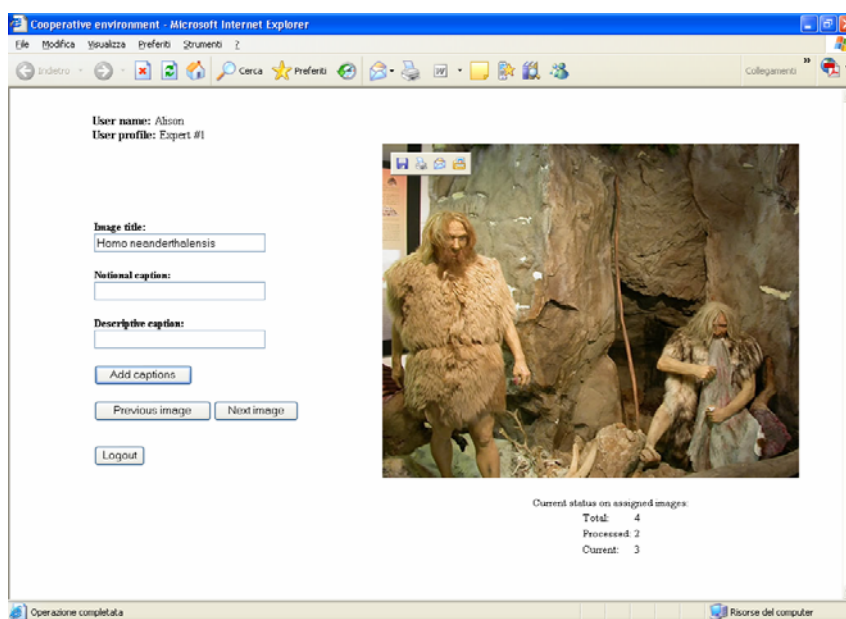 Cooperative environment - Microsoft Internet Explorer
File Modifica Visualizza Preferiti Strumenti ?
Indietro Cerca Preferiti Collegamenti »
User name: Alison
User profile: Expert #1
Image title:
Homo neanderthalensis
Notional caption:
Descriptive caption:
Add captions
Previous image Next image
Logout
Current status on assigned images:
Total: 4
Processed: 2
Current: 3
Operazione completata Risorse del computer